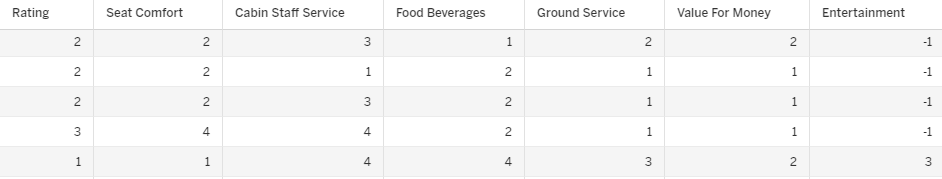 Rating Seat Comfort Cabin Staff Service Food Beverages Ground Service Value For Money Entertainment
2 2 3 1 2 2 -1
2 2 1 2 1 1 -1
2 2 3 2 1 1 -1
3 4 4 2 1 1 -1
1 1 4 4 3 2 3